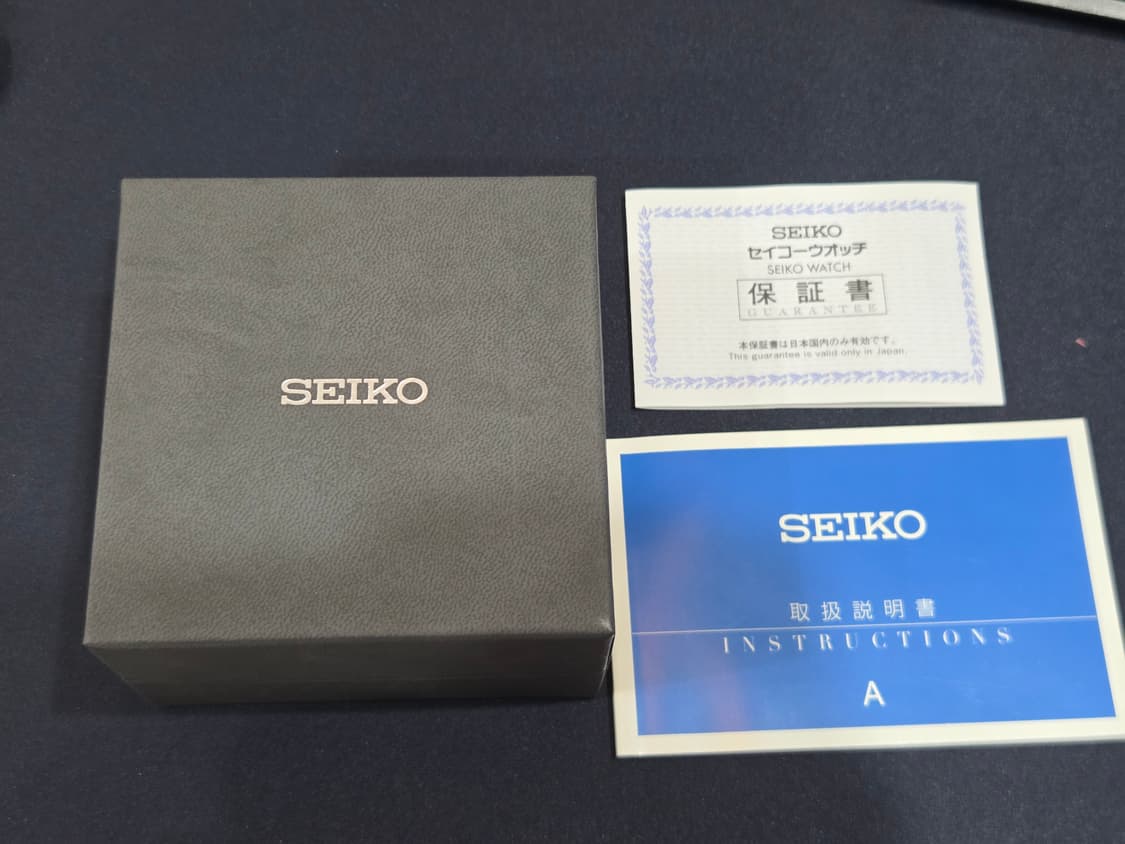 SEIKO
SEIKO
セイコーウオッチ
SEIKO WATCH
保証書
GUARANTEE
本保証書は日本国内のみ有効です。
This guarantee is valid only in Japan.
SEIKO
取扱説明書
INSTRUCTIONS
A